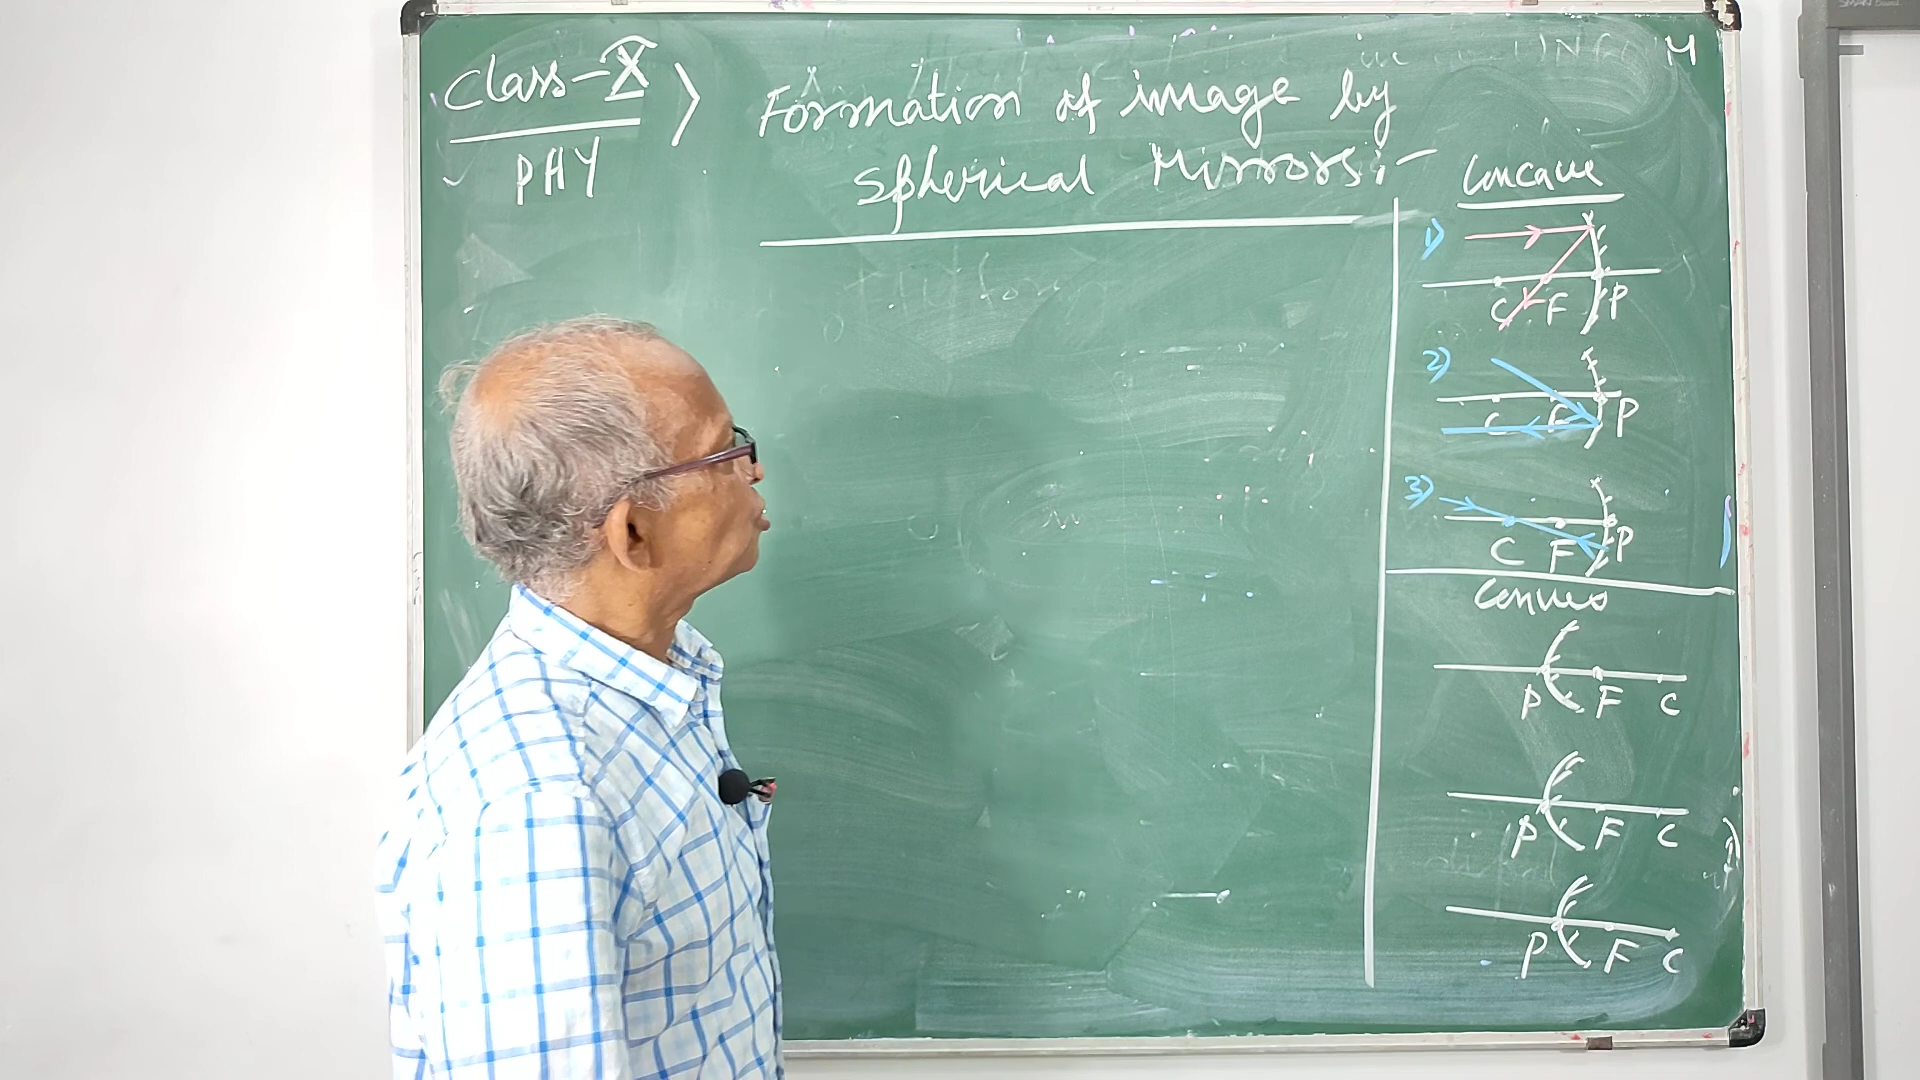 Class-X
PHY
Formation of image by
Spherical Mirrors:-
Concave
1)
C F P
2)
C F P
3)
C F P
Convex
P F C
P F C
P F C